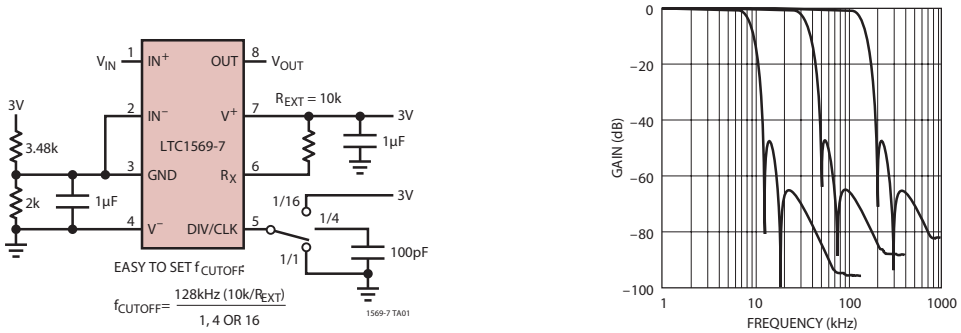 1
8
V_IN
IN+
OUT
V_OUT
R_EXT = 10k
3V
2
IN−
V+
7
3V
3.48k
1µF
LTC1569-7
3
GND
R_X
6
2k
1µF
1/16
3V
4
V−
DIV/CLK
5
1/4
1/1
100pF
EASY TO SET f_CUTOFF:
f_CUTOFF = 128kHz (10k/R_EXT)
1, 4 OR 16
1569-7 TA01
0
−20
−40
−60
−80
−100
GAIN (dB)
1
10
100
1000
FREQUENCY (kHz)